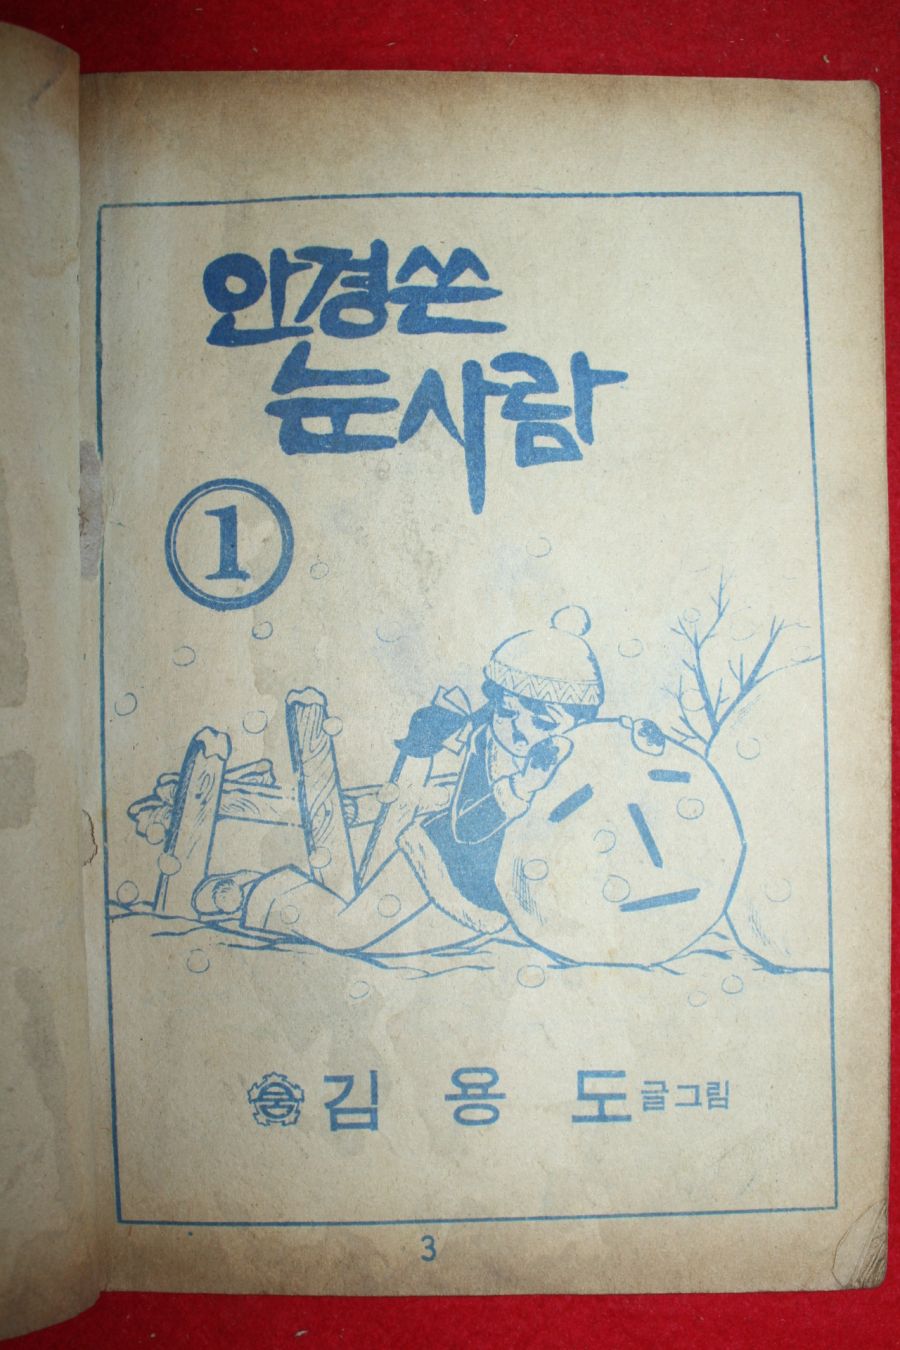 안경쓴
눈사람
1
김 용 도 글그림
3